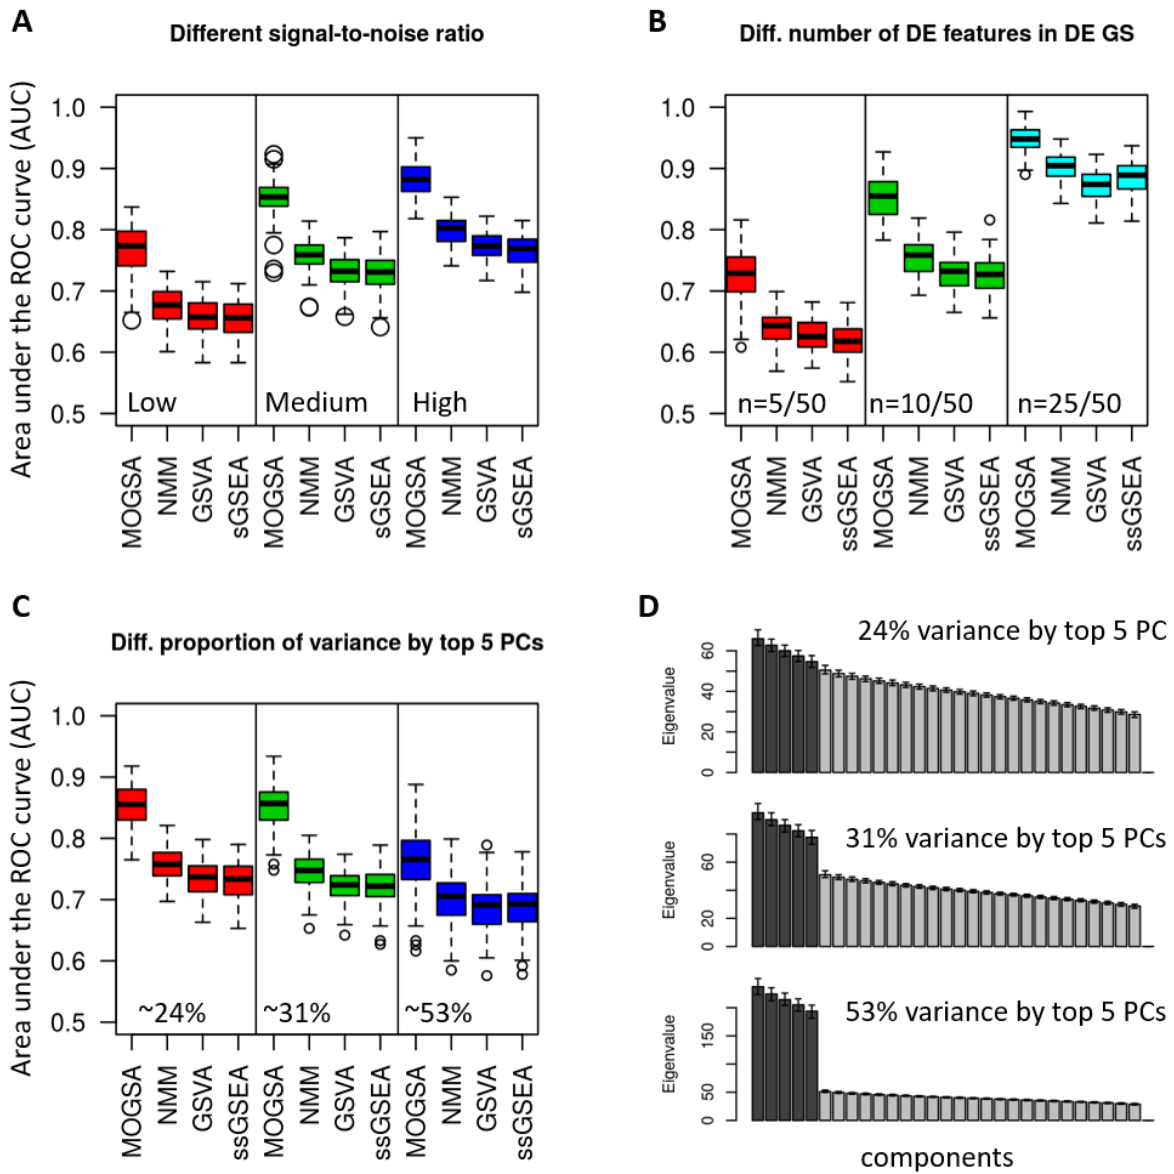 A
Different signal-to-noise ratio
Area under the ROC curve (AUC)
1.0
0.9
0.8
0.7
0.6
0.5
Low
Medium
High
MOGSA
NMM
GSVA
sGSEA
MOGSA
NMM
GSVA
sGSEA
MOGSA
NMM
GSVA
sGSEA
B
Diff. number of DE features in DE GS
1.0
0.9
0.8
0.7
0.6
0.5
n=5/50
n=10/50
n=25/50
MOGSA
NMM
GSVA
ssGSEA
MOGSA
NMM
GSVA
ssGSEA
MOGSA
NMM
GSVA
ssGSEA
C
Diff. proportion of variance by top 5 PCs
Area under the ROC curve (AUC)
1.0
0.9
0.8
0.7
0.6
0.5
~24%
~31%
~53%
MOGSA
NMM
GSVA
ssGSEA
MOGSA
NMM
GSVA
ssGSEA
MOGSA
NMM
GSVA
ssGSEA
D
24% variance by top 5 PC
Eigenvalue
60
40
20
0
31% variance by top 5 PCs
Eigenvalue
60
20
0
53% variance by top 5 PCs
Eigenvalue
150
50
0
components